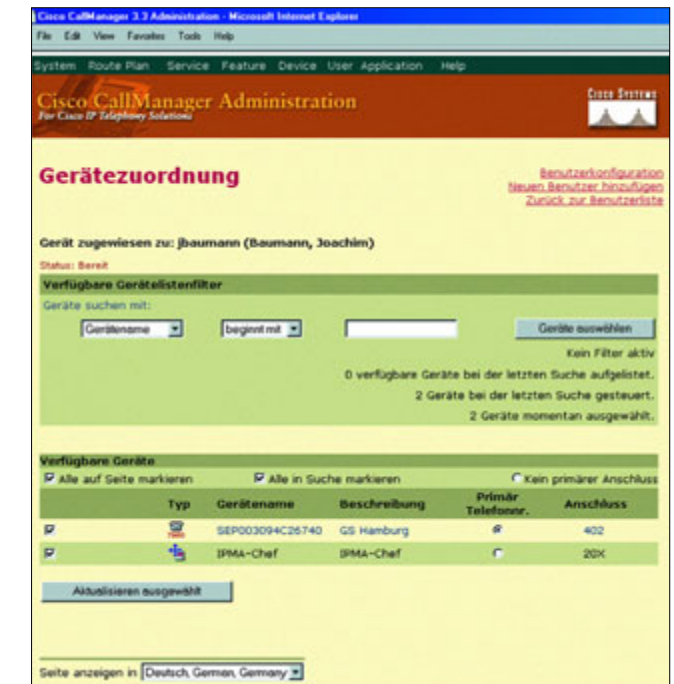 Cisco CallManager 3.3 Administration - Microsoft Internet Explorer
File Edit View Favorites Tools Help
System Route Plan Service Feature Device User Application Help
Cisco CallManager Administration
For Cisco IP Telephony Solutions
CISCO SYSTEMS
Gerätezuordnung
Benutzerkonfiguration
Neuen Benutzer hinzufügen
Zurück zur Benutzerliste
Gerät zugewiesen zu: jbaumann (Baumann, Joachim)
Status: Bereit
Verfügbare Gerätelistenfilter
Geräte suchen mit:
Gerätename beginnt mit Geräte auswählen
Kein Filter aktiv
0 verfügbare Geräte bei der letzten Suche aufgelistet.
2 Geräte bei der letzten Suche gesteuert.
2 Geräte momentan ausgewählt.
Verfügbare Geräte
Alle auf Seite markieren Alle in Suche markieren Kein primärer Anschluss
Typ Gerätename Beschreibung Primär Telefonnr. Anschluss
SEP003094C26740 GS Hamburg 402
IPMA-Chef IPMA-Chef 20X
Aktualisieren ausgewählt
Seite anzeigen in Deutsch, German, Germany